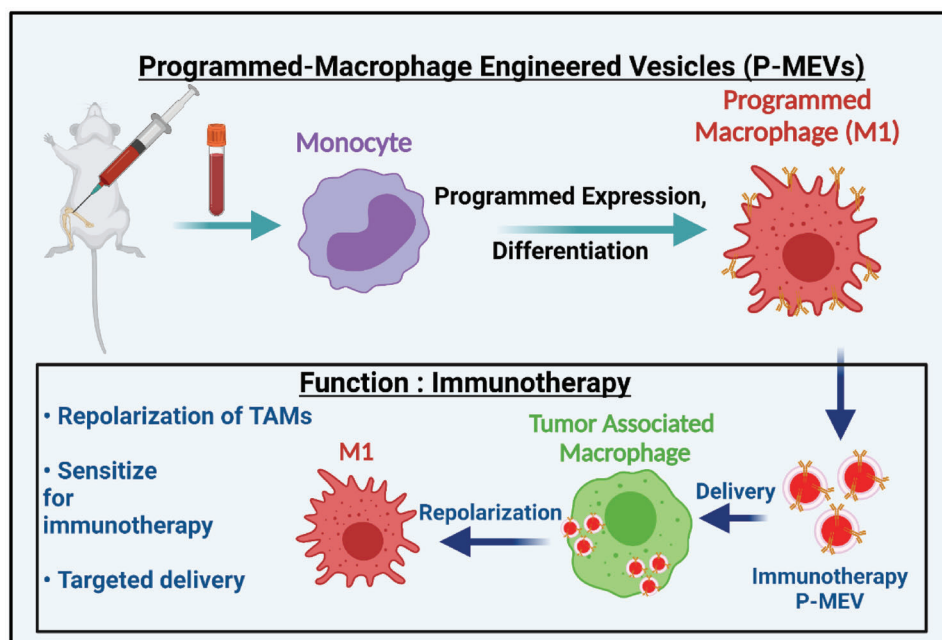 Programmed-Macrophage Engineered Vesicles (P-MEVs)
Monocyte
Programmed Expression,
Differentiation
Programmed
Macrophage (M1)
Function : Immunotherapy
• Repolarization of TAMs
• Sensitize
for
immunotherapy
• Targeted delivery
M1
Repolarization
Tumor Associated
Macrophage
Delivery
Immunotherapy
P-MEV